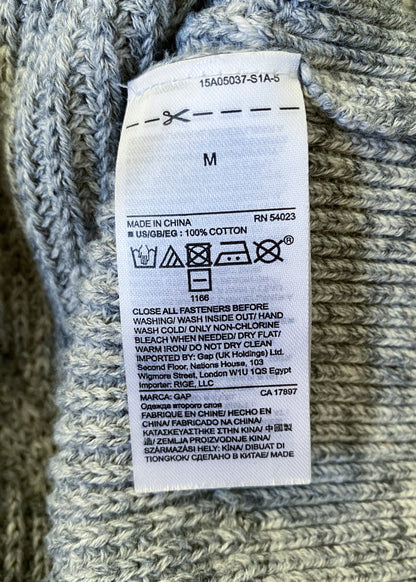 15A05037-S1A-5
M
MADE IN CHINA RN 54023
US/GB/EG : 100% COTTON
®
1166
CLOSE ALL FASTENERS BEFORE
WASHING/ WASH INSIDE OUT/ HAND
WASH COLD/ ONLY NON-CHLORINE
BLEACH WHEN NEEDED/ DRY FLAT/
WARM IRON/ DO NOT DRY CLEAN
IMPORTED BY: Gap (UK Holdings) Ltd.
Second Floor, Nations House, 103
Wigmore Street, London W1U 1QS Egypt
Importer: RIGE, LLC
MARCA: GAP CA 17897
Одежда второго слоя
FABRIQUÉ EN CHINE/ HECHO EN
CHINA/ FABRICADO NA CHINA/
ΚΑΤΑΣΚΕΥΑΣΤΗΚΕ ΣΤΗΝ ΚΙΝΑ/ 中國製
造/ ZEMLJA PROIZVODNJE KINA/
SZÁRMAZÁSI HELY: KÍNA/ DIBUAT DI
TIONGKOK/ СДЕЛАНО В КИТАЕ/ MADE IN